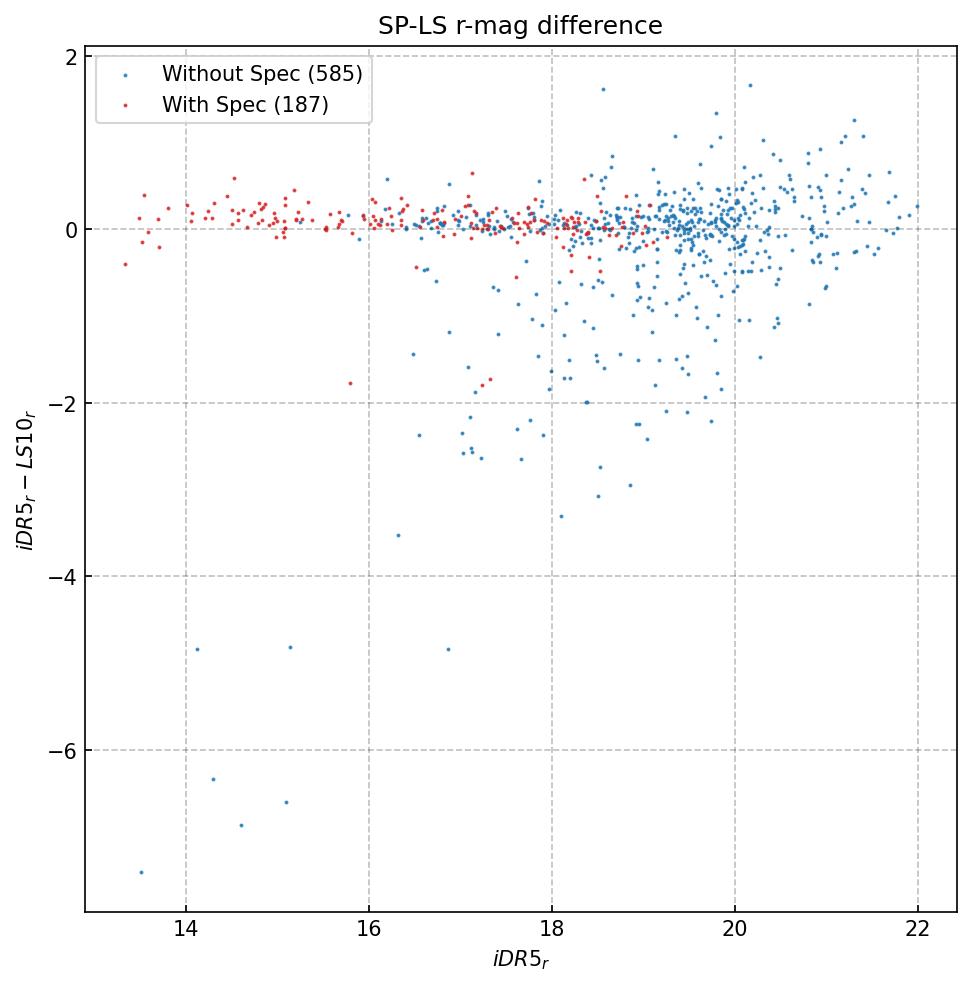 SP-LS r-mag difference
Without Spec (585)
With Spec (187)
2
0
−2
−4
−6
iDR5r − LS10r
14
16
18
20
22
iDR5r